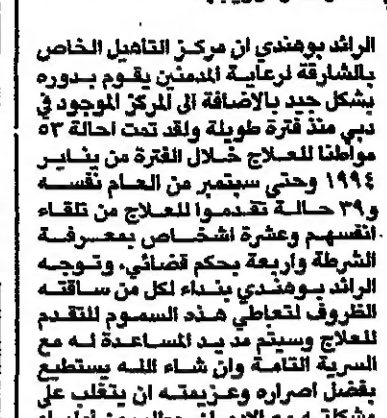 الرائد بوهندي ان مركز التأهيل الخاص
بالشارقة لرعاية المدمنين يقوم بدوره
بشكل جيد بالاضافة الى المركز الموجود في
دبي منذ فترة طويلة ولقد تمت احالة ٥٣
مواطنا للعلاج خلال الفترة من يناير
١٩٩٤ وحتى سبتمبر من العام نفسه
و٣٩ حالة تقدموا للعلاج من تلقاء
انفسهم وعشرة اشخاص بمعرفة
الشرطة واربعة بحكم قضائي، وتوجه
الرائد بوهندي بنداء لكل من ساقته
الظروف لتعاطي هذه السموم للتقدم
للعلاج وسيتم مد يد المساعدة له مع
السرية التامة وان شاء الله يستطيع
بفضل اصراره وعزيمته ان يتغلب على